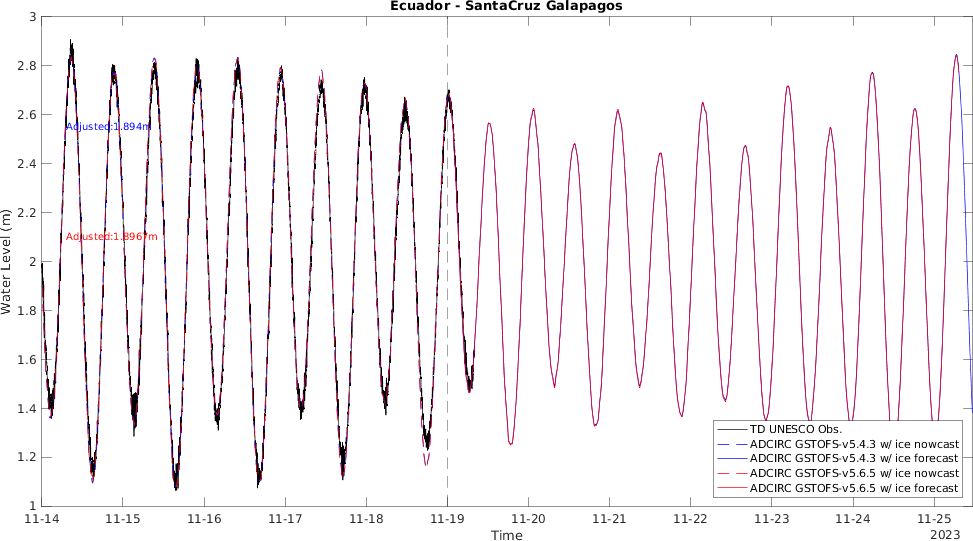 Ecuador - SantaCruz Galapagos
3
2.8
2.6
2.4
2.2
2
1.8
1.6
1.4
1.2
1
Water Level (m)
Adjusted:1.894m
Adjusted:1.8967m
TD UNESCO Obs.
ADCIRC GSTOFS-v5.4.3 w/ ice nowcast
ADCIRC GSTOFS-v5.4.3 w/ ice forecast
ADCIRC GSTOFS-v5.6.5 w/ ice nowcast
ADCIRC GSTOFS-v5.6.5 w/ ice forecast
11-14 11-15 11-16 11-17 11-18 11-19 11-20 11-21 11-22 11-23 11-24 11-25
2023
Time